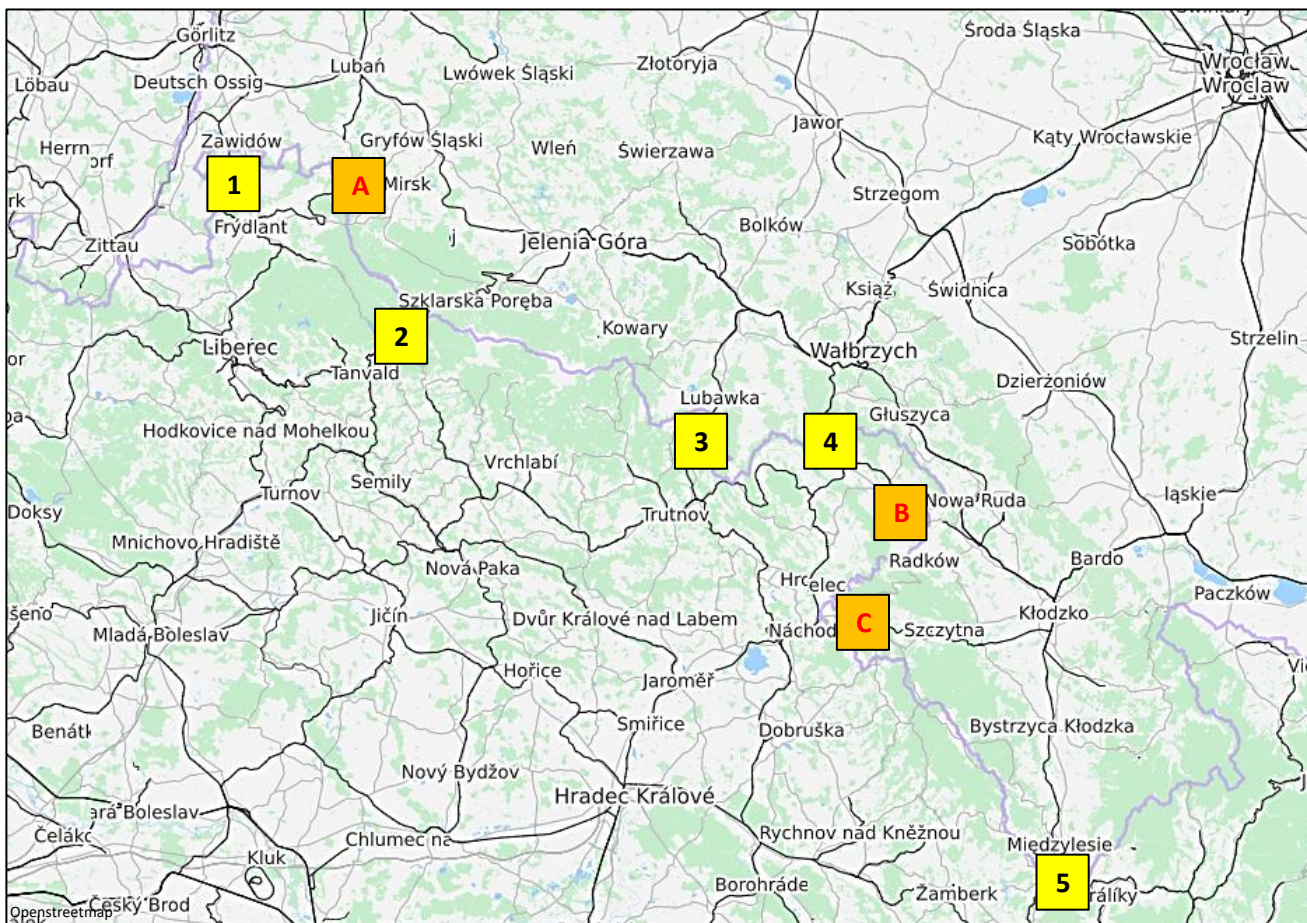 Görlitz
Środa Śląska
Wrocław
Wroclaw
Lubań
Złotoryja
Lwówek Śląski
Deutsch Ossig
Löbau
Jawor
Kąty Wrocławskie
Zawidów
Gryfów Śląski
Herrn
Wleń
Świerzawa
1
A
Mirsk
Strzegom
Frýdlant
Bolków
Zittau
Jelenia Góra
Sobótka
Książ
Świdnica
Szklarska Poręba
Kowary
2
Strzelin
Liberec
Wałbrzych
Tanvald
Dzierżoniów
Lubawka
Głuszyca
Hodkovice nad Mohelkou
3
4
Vrchlabí
Semily
Turnov
ląskie
Nowa Ruda
Doksy
Trutnov
B
Mnichovo Hradiště
Radków
Bardo
Nová Paka
Hrc
elec
Paczków
šeno
Jičín
Dvůr Králové nad Labem
Kłodzko
Mladá Boleslav
Náchod
C
Szczytna
Hořice
Jaroměř
Benátk
Smiřice
Dobruška
Bystrzyca Kłodzka
Nový Bydžov
Hradec Králové
ará Boleslav
Čelákc
Chlumec na
Rychnov nad Kněžnou
Międzylesie
Kluk
Borohráde
Žamberk
5
rálíky
Český Brod
Openstreetmap